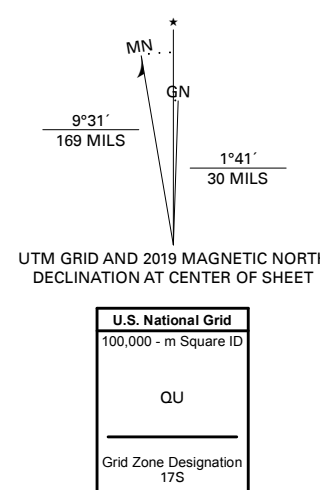 ★
MN
GN
9°31´
169 MILS
1°41´
30 MILS
UTM GRID AND 2019 MAGNETIC NORTH
DECLINATION AT CENTER OF SHEET
U.S. National Grid
100,000 - m Square ID
QU
Grid Zone Designation
17S